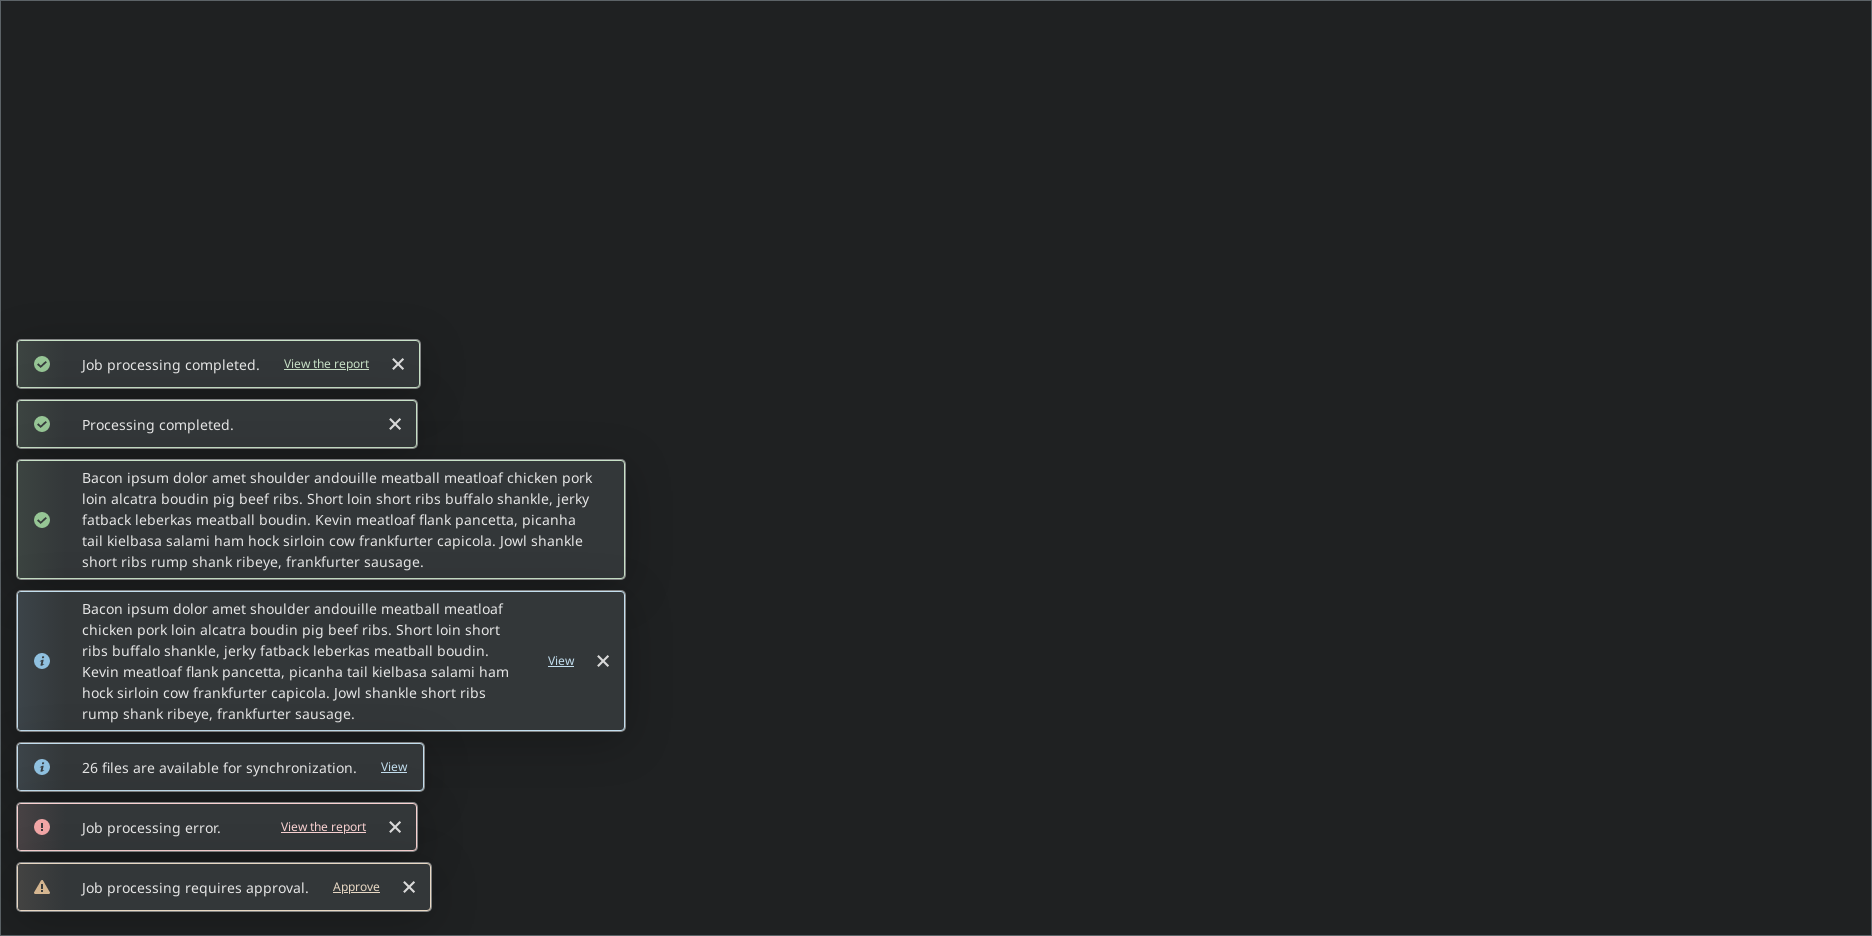 Job processing completed. View the report
Processing completed.
Bacon ipsum dolor amet shoulder andouille meatball meatloaf chicken pork
loin alcatra boudin pig beef ribs. Short loin short ribs buffalo shankle, jerky
fatback leberkas meatball boudin. Kevin meatloaf flank pancetta, picanha
tail kielbasa salami ham hock sirloin cow frankfurter capicola. Jowl shankle
short ribs rump shank ribeye, frankfurter sausage.
Bacon ipsum dolor amet shoulder andouille meatball meatloaf
chicken pork loin alcatra boudin pig beef ribs. Short loin short
ribs buffalo shankle, jerky fatback leberkas meatball boudin.
Kevin meatloaf flank pancetta, picanha tail kielbasa salami ham
hock sirloin cow frankfurter capicola. Jowl shankle short ribs
rump shank ribeye, frankfurter sausage.
View
26 files are available for synchronization. View
Job processing error. View the report
Job processing requires approval. Approve